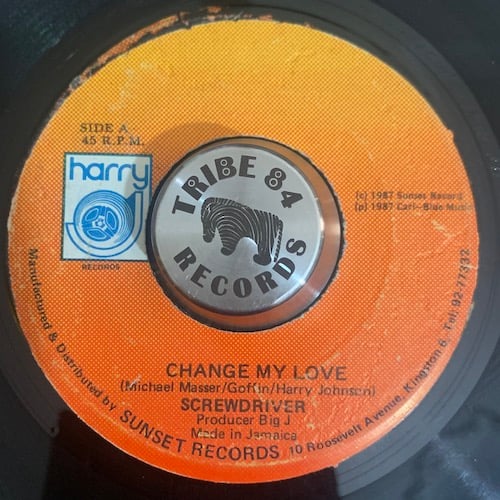 SIDE A
45 R.P.M.
harry
J
RECORDS
TRIBE 84
RECORDS
(c) 1987 Sunset Record
(p) 1987 Carl-Blue Music
CHANGE MY LOVE
(Michael Masser/Goffin/Harry Johnson)
SCREWDRIVER
Producer Big J
Made in Jamaica
Manufactured & Distributed by SUNSET RECORDS 10 Roosevelt Avenue, Kingston 6. Tel: 92-77332